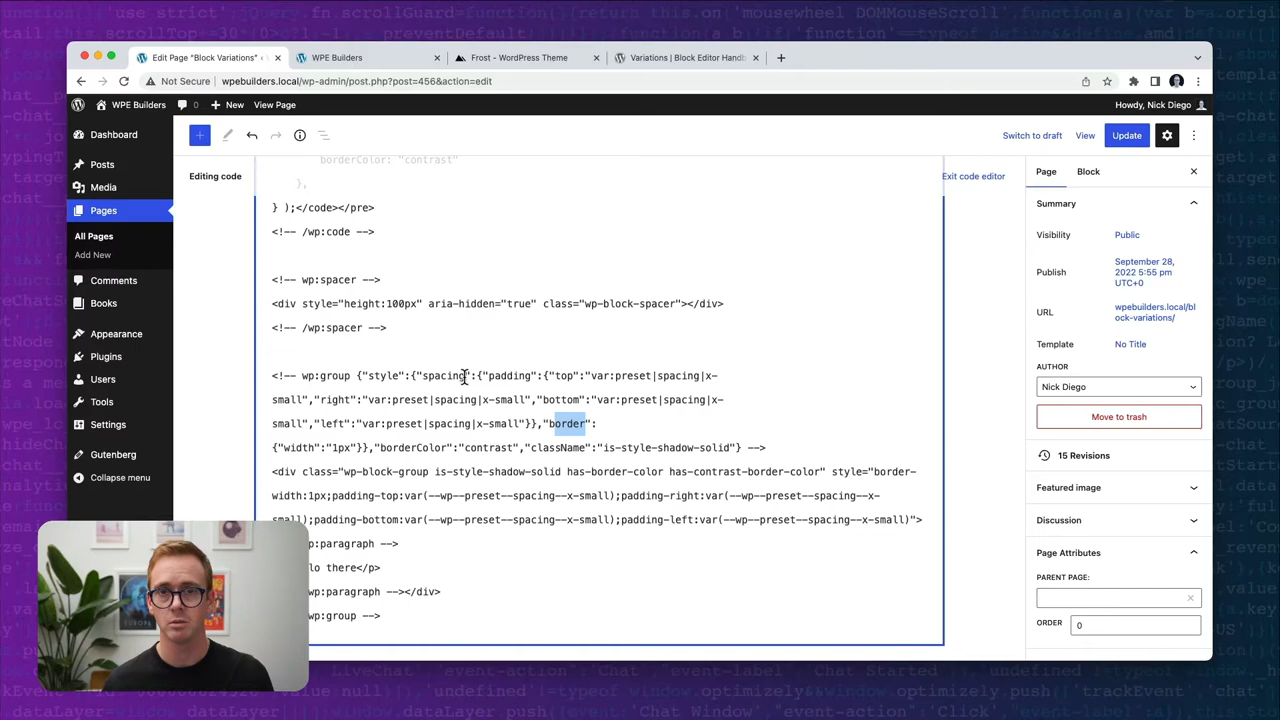 Edit Page "Block Variations" ‹
WPE Builders
Frost - WordPress Theme
Variations | Block Editor Handb
Not Secure
wpebuilders.local/wp-admin/post.php?post=456&action=edit
WPE Builders
0
New
View Page
Howdy, Nick Diego
Dashboard
Posts
Media
Pages
All Pages
Add New
Comments
Books
Appearance
Plugins
Users
Tools
Settings
Gutenberg
Collapse menu
Switch to draft
View
Update
Editing code
Exit code editor
borderColor: "contrast"
},
} );</code></pre>
<!-- /wp:code -->
<!-- wp:spacer -->
<div style="height:100px" aria-hidden="true" class="wp-block-spacer"></div>
<!-- /wp:spacer -->
<!-- wp:group {"style":{"spacing":{"padding":{"top":"var:preset|spacing|x-
small","right":"var:preset|spacing|x-small","bottom":"var:preset|spacing|x-
small","left":"var:preset|spacing|x-small"}},"border":
{"width":"1px"}},"borderColor":"contrast","className":"is-style-shadow-solid"} -->
<div class="wp-block-group is-style-shadow-solid has-border-color has-contrast-border-color" style="border-
width:1px;padding-top:var(--wp--preset--spacing--x-small);padding-right:var(--wp--preset--spacing--x-
small);padding-bottom:var(--wp--preset--spacing--x-small);padding-left:var(--wp--preset--spacing--x-small)">
p:paragraph -->
lo there</p>
wp:paragraph --></div>
wp:group -->
Page
Block
Summary
Visibility
Public
Publish
September 28,
2022 5:55 pm
UTC+0
URL
wpebuilders.local/bl
ock-variations/
Template
No Title
AUTHOR
Nick Diego
Move to trash
15 Revisions
Featured image
Discussion
Page Attributes
PARENT PAGE:
ORDER
0